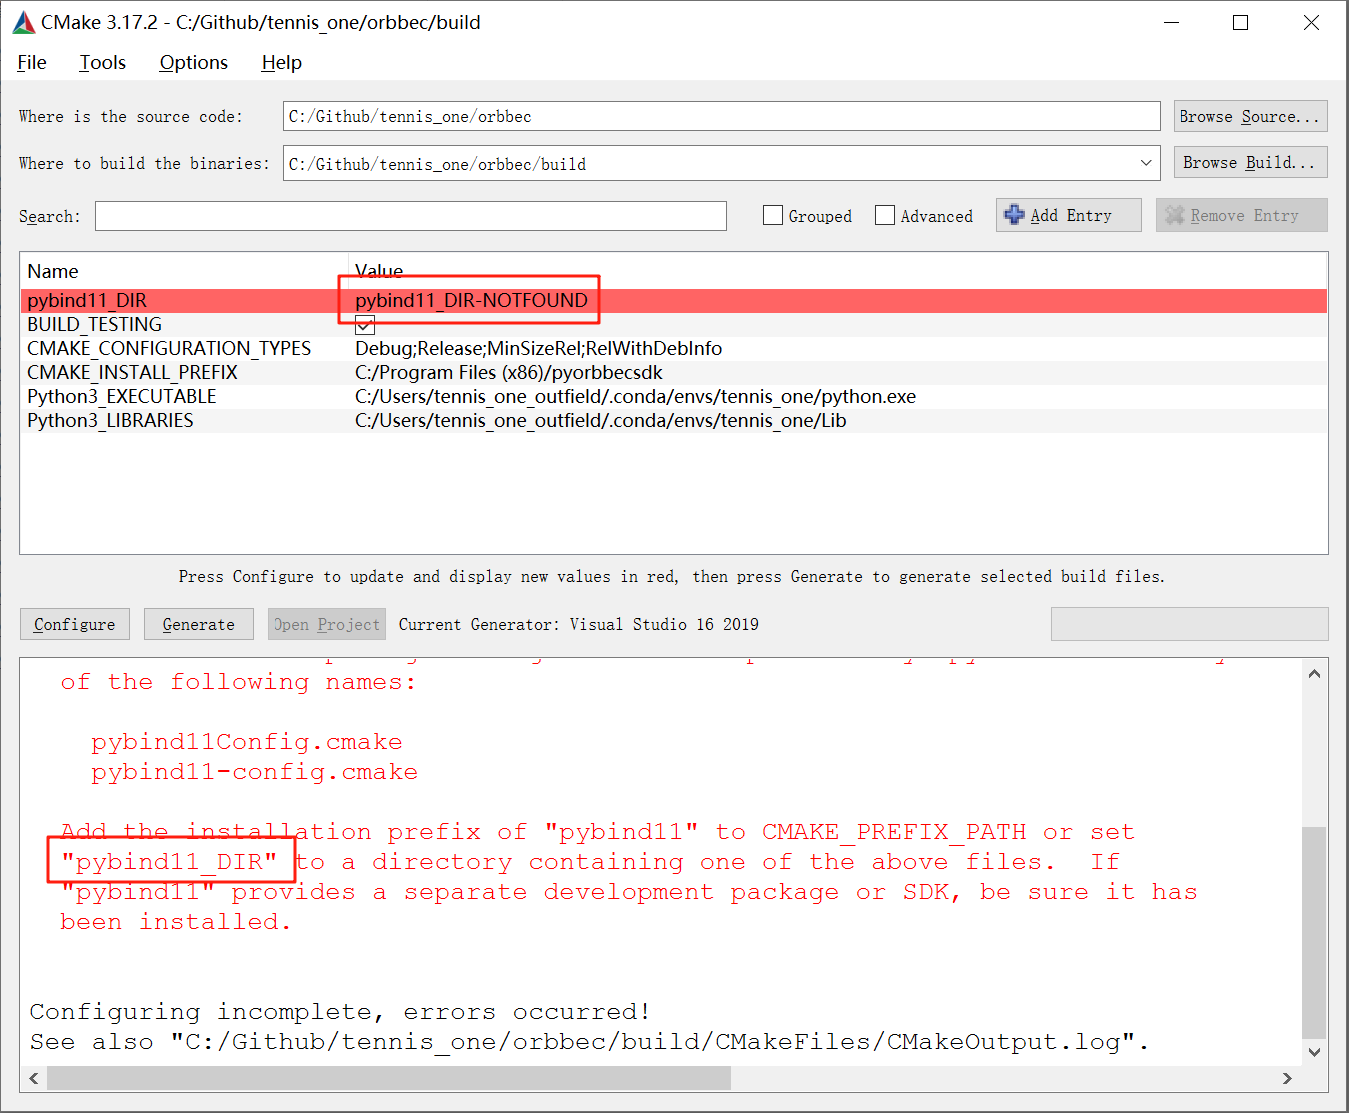 CMake 3.17.2 - C:/Github/tennis_one/orbbec/build
File Tools Options Help
Where is the source code: C:/Github/tennis_one/orbbec Browse Source...
Where to build the binaries: C:/Github/tennis_one/orbbec/build Browse Build...
Search: Grouped Advanced Add Entry Remove Entry
Name Value
pybind11_DIR pybind11_DIR-NOTFOUND
BUILD_TESTING
CMAKE_CONFIGURATION_TYPES Debug;Release;MinSizeRel;RelWithDebInfo
CMAKE_INSTALL_PREFIX C:/Program Files (x86)/pyorbbecsdk
Python3_EXECUTABLE C:/Users/tennis_one_outfield/.conda/envs/tennis_one/python.exe
Python3_LIBRARIES C:/Users/tennis_one_outfield/.conda/envs/tennis_one/Lib
Press Configure to update and display new values in red, then press Generate to generate selected build files.
Configure Generate Open Project Current Generator: Visual Studio 16 2019
of the following names:
pybind11Config.cmake
pybind11-config.cmake
Add the installation prefix of "pybind11" to CMAKE_PREFIX_PATH or set
"pybind11_DIR" to a directory containing one of the above files. If
"pybind11" provides a separate development package or SDK, be sure it has
been installed.
Configuring incomplete, errors occurred!
See also "C:/Github/tennis_one/orbbec/build/CMakeFiles/CMakeOutput.log".